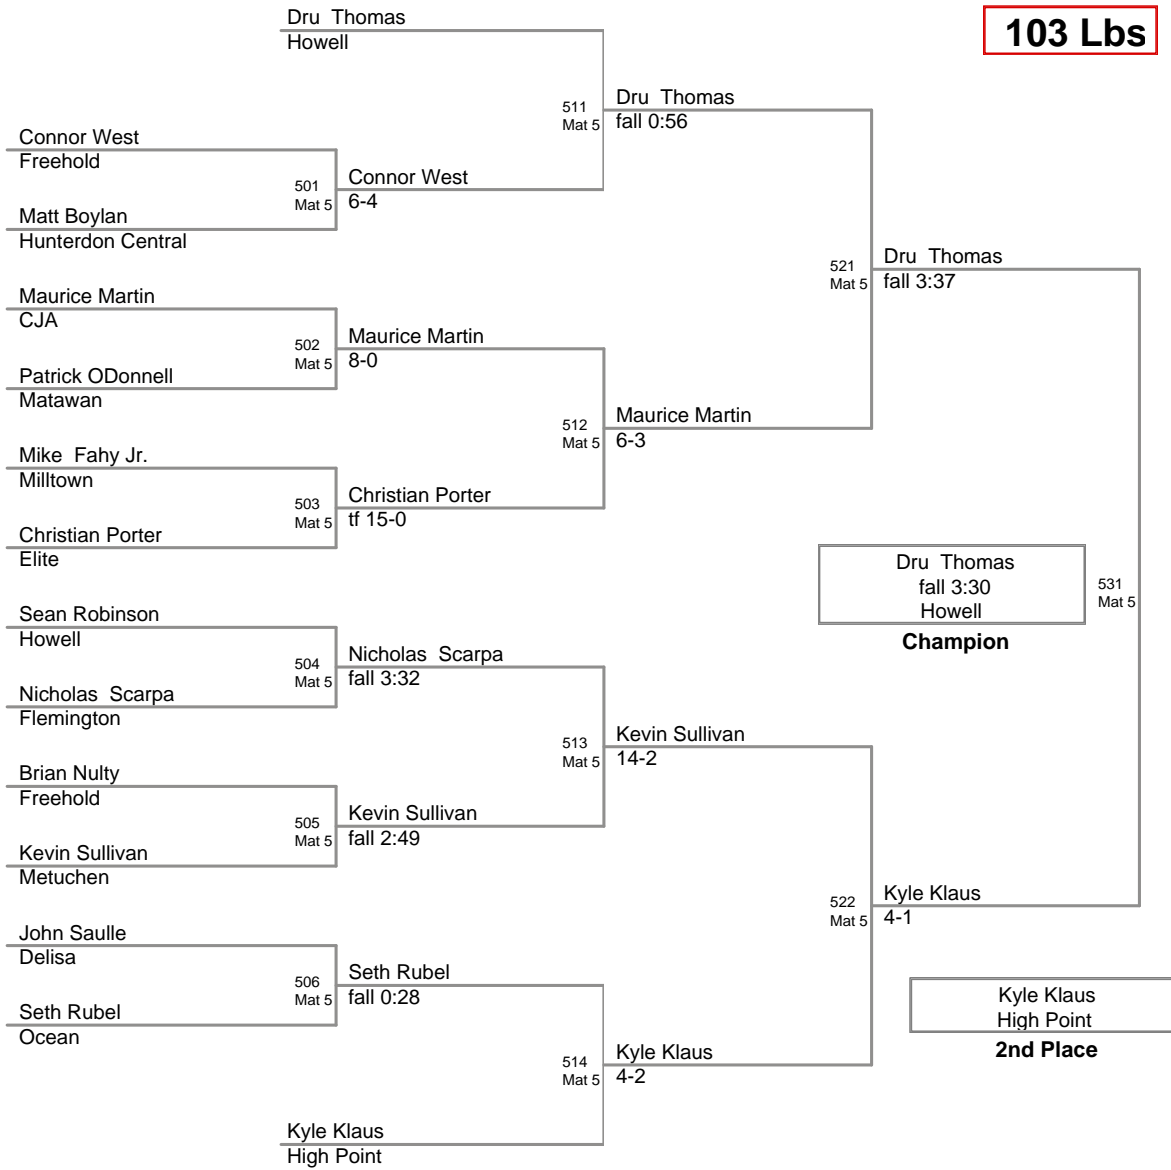 Dru  Thomas
Howell
103 Lbs
511
Mat 5
Dru  Thomas
fall 0:56
Connor West
Freehold
501
Mat 5
Connor West
6-4
Matt Boylan
Hunterdon Central
521
Mat 5
Dru  Thomas
fall 3:37
Maurice Martin
CJA
502
Mat 5
Maurice Martin
8-0
Patrick ODonnell
Matawan
512
Mat 5
Maurice Martin
6-3
Mike  Fahy Jr.
Milltown
503
Mat 5
Christian Porter
tf 15-0
Christian Porter
Elite
Dru  Thomas
fall 3:30
Howell
Champion
531
Mat 5
Sean Robinson
Howell
504
Mat 5
Nicholas  Scarpa
fall 3:32
Nicholas  Scarpa
Flemington
513
Mat 5
Kevin Sullivan
14-2
Brian Nulty
Freehold
505
Mat 5
Kevin Sullivan
fall 2:49
Kevin Sullivan
Metuchen
522
Mat 5
Kyle Klaus
4-1
John Saulle
Delisa
506
Mat 5
Seth Rubel
fall 0:28
Seth Rubel
Ocean
Kyle Klaus
High Point
2nd Place
514
Mat 5
Kyle Klaus
4-2
Kyle Klaus
High Point